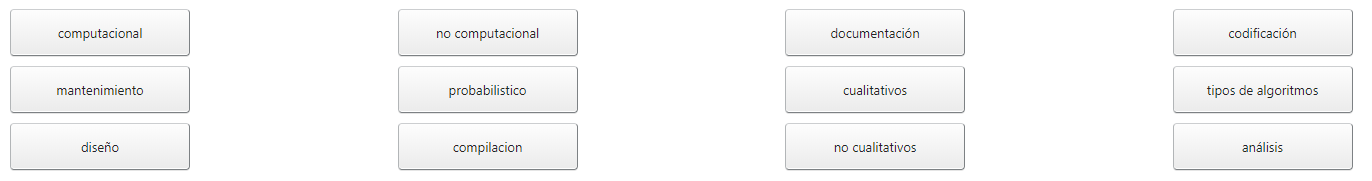 computacional
no computacional
documentación
codificación
mantenimiento
probabilistico
cualitativos
tipos de algoritmos
diseño
compilacion
no cualitativos
análisis